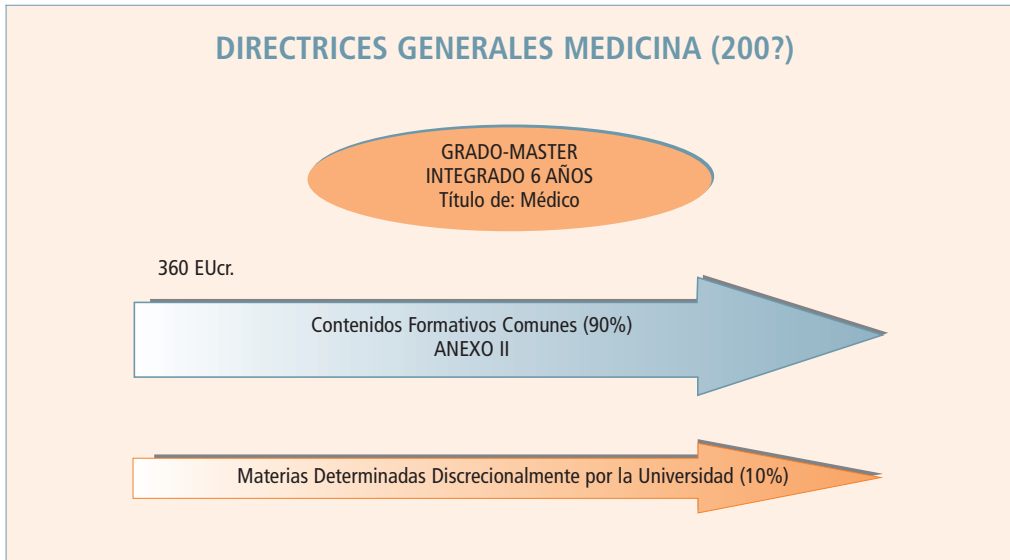 DIRECTRICES GENERALES MEDICINA (200?)
GRADO-MASTER
INTEGRADO 6 AÑOS
Título de: Médico
360 EUcr.
Contenidos Formativos Comunes (90%)
ANEXO II
Materias Determinadas Discrecionalmente por la Universidad (10%)